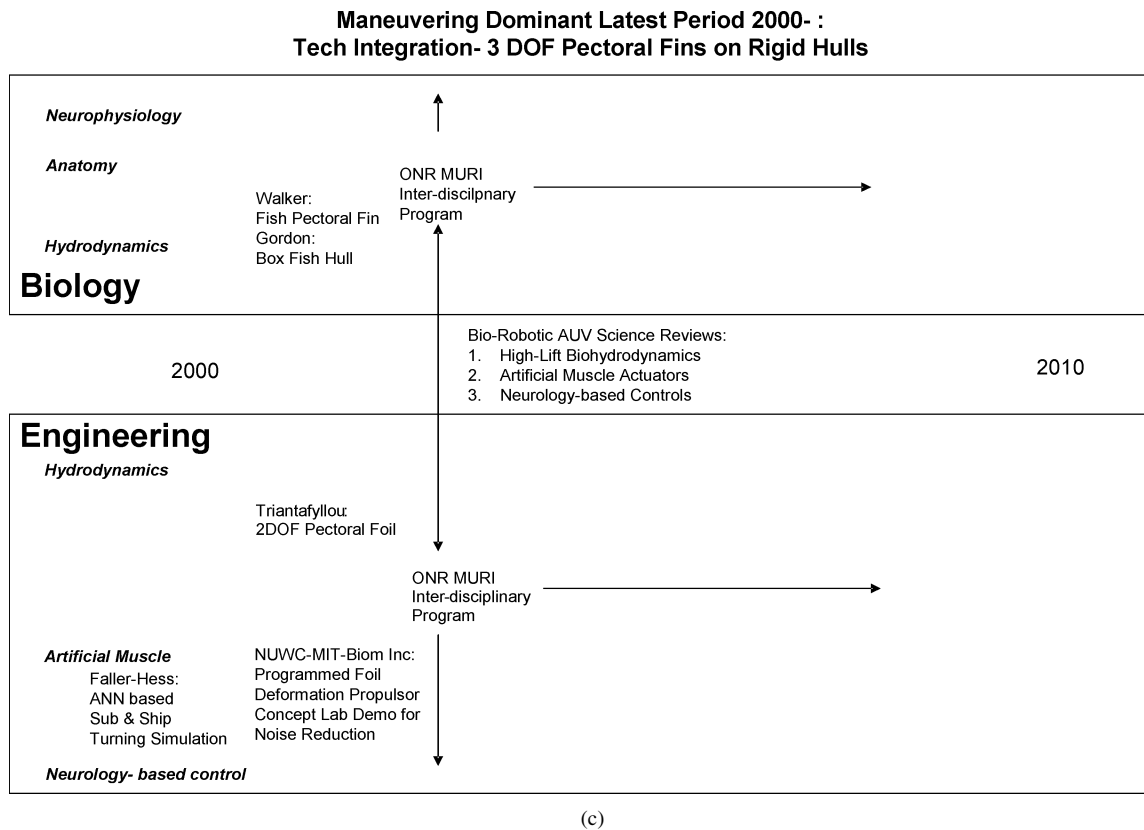 Maneuvering Dominant Latest Period 2000- :
Tech Integration- 3 DOF Pectoral Fins on Rigid Hulls
Neurophysiology
Anatomy
ONR MURI
Inter-discilpnary
Program
Walker:
Fish Pectoral Fin
Gordon:
Box Fish Hull
Hydrodynamics
Biology
2000
Bio-Robotic AUV Science Reviews:
1. High-Lift Biohydrodynamics
2. Artificial Muscle Actuators
3. Neurology-based Controls
2010
Engineering
Hydrodynamics
Triantafyllou:
2DOF Pectoral Foil
ONR MURI
Inter-disciplinary
Program
Artificial Muscle
Faller-Hess:
ANN based
Sub & Ship
Turning Simulation
NUWC-MIT-Biom Inc:
Programmed Foil
Deformation Propulsor
Concept Lab Demo for
Noise Reduction
Neurology- based control
(c)